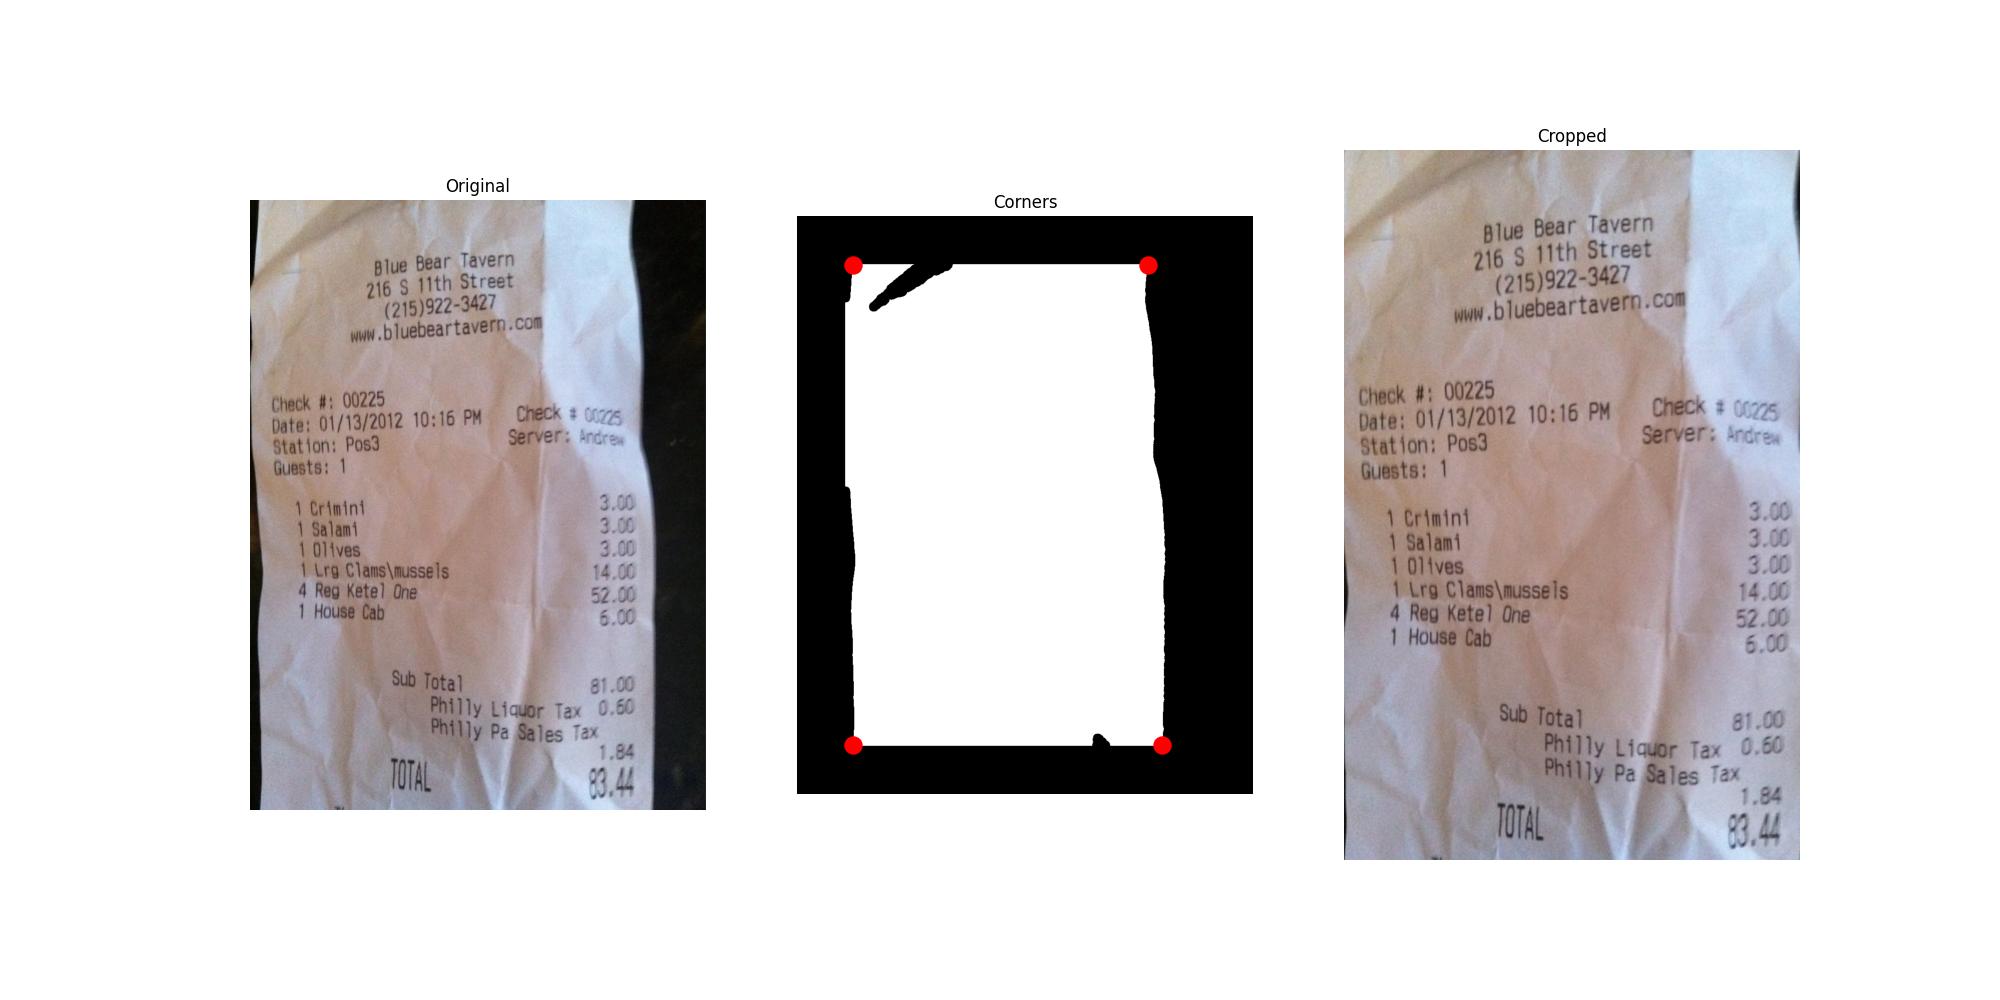 Original
Blue Bear Tavern
216 S 11th Street
(215)922-3427
www.bluebeartavern.com
Check #: 00225
Date: 01/13/2012 10:16 PM Check # 00225
Station: Pos3 Server: Andrew
Guests: 1
1 Crimini 3.00
1 Salami 3.00
1 Olives 3.00
1 Lrg Clams\mussels 14.00
4 Reg Ketel One 52.00
1 House Cab 6.00
Sub Total 81.00
Philly Liquor Tax 0.60
Philly Pa Sales Tax
1.84
TOTAL 83.44
Corners
Cropped
Blue Bear Tavern
216 S 11th Street
(215)922-3427
www.bluebeartavern.com
Check #: 00225
Date: 01/13/2012 10:16 PM Check # 00225
Station: Pos3 Server: Andrew
Guests: 1
1 Crimini 3.00
1 Salami 3.00
1 Olives 3.00
1 Lrg Clams\mussels 14.00
4 Reg Ketel One 52.00
1 House Cab 6.00
Sub Total 81.00
Philly Liquor Tax 0.60
Philly Pa Sales Tax
1.84
TOTAL 83.44